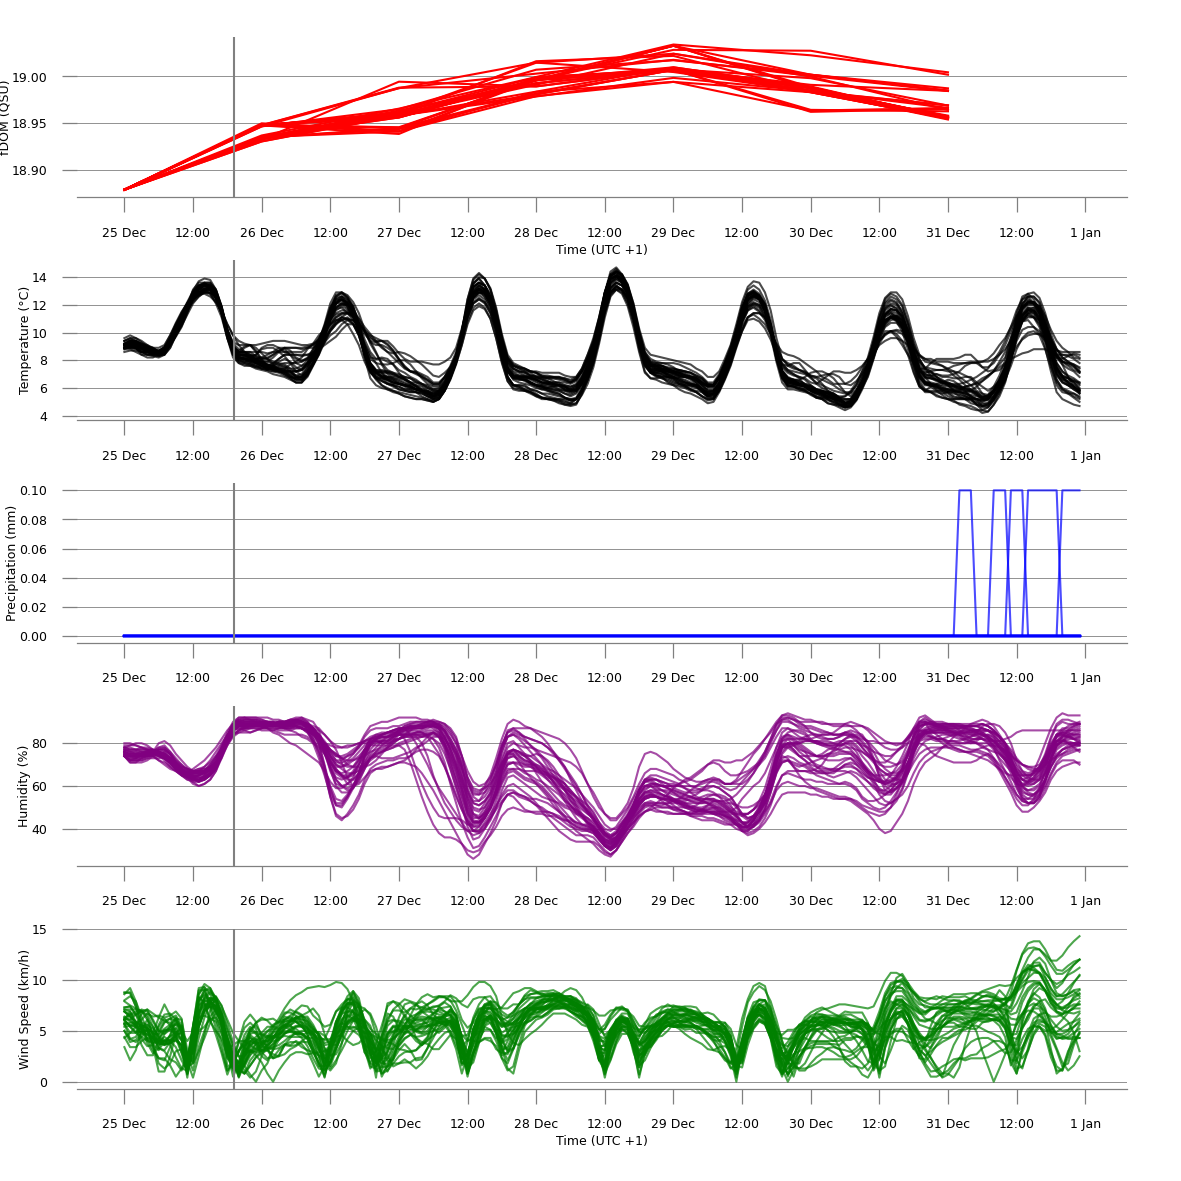 fDOM (QSU)
19.00
18.95
18.90
25 Dec 12:00 26 Dec 12:00 27 Dec 12:00 28 Dec 12:00 29 Dec 12:00 30 Dec 12:00 31 Dec 12:00 1 Jan
Time (UTC +1)
Temperature (°C)
14
12
10
8
6
4
25 Dec 12:00 26 Dec 12:00 27 Dec 12:00 28 Dec 12:00 29 Dec 12:00 30 Dec 12:00 31 Dec 12:00 1 Jan
Precipitation (mm)
0.10
0.08
0.06
0.04
0.02
0.00
25 Dec 12:00 26 Dec 12:00 27 Dec 12:00 28 Dec 12:00 29 Dec 12:00 30 Dec 12:00 31 Dec 12:00 1 Jan
Humidity (%)
80
60
40
25 Dec 12:00 26 Dec 12:00 27 Dec 12:00 28 Dec 12:00 29 Dec 12:00 30 Dec 12:00 31 Dec 12:00 1 Jan
Wind Speed (km/h)
15
10
5
0
25 Dec 12:00 26 Dec 12:00 27 Dec 12:00 28 Dec 12:00 29 Dec 12:00 30 Dec 12:00 31 Dec 12:00 1 Jan
Time (UTC +1)